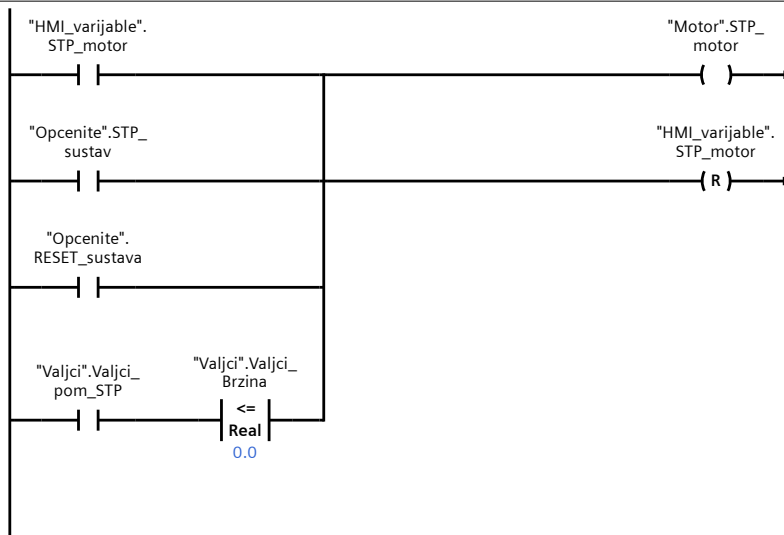 "HMI_varijable".
STP_motor
"Motor".STP_
motor
"Opcenite".STP_
sustav
"HMI_varijable".
STP_motor
R
"Opcenite".
RESET_sustava
"Valjci".Valjci_
pom_STP
"Valjci".Valjci_
Brzina
<=
Real
0.0